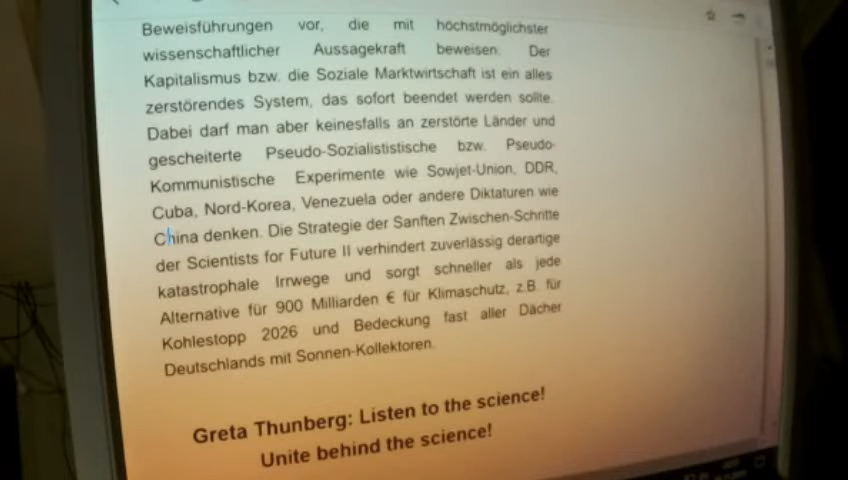 Beweisführungen vor, die mit höchstmöglichster
wissenschaftlicher Aussagekraft beweisen: Der
Kapitalismus bzw. die Soziale Marktwirtschaft ist ein alles
zerstörendes System, das sofort beendet werden sollte.
Dabei darf man aber keinesfalls an zerstörte Länder und
gescheiterte Pseudo-Sozialististische bzw. Pseudo-
Kommunistische Experimente wie Sowjet-Union, DDR,
Cuba, Nord-Korea, Venezuela oder andere Diktaturen wie
China denken. Die Strategie der Sanften Zwischen-Schritte
der Scientists for Future II verhindert zuverlässig derartige
katastrophale Irrwege und sorgt schneller als jede
Alternative für 900 Milliarden € für Klimaschutz, z.B. für
Kohlestopp 2026 und Bedeckung fast aller Dächer
Deutschlands mit Sonnen-Kollektoren.
Greta Thunberg: Listen to the science!
Unite behind the science!